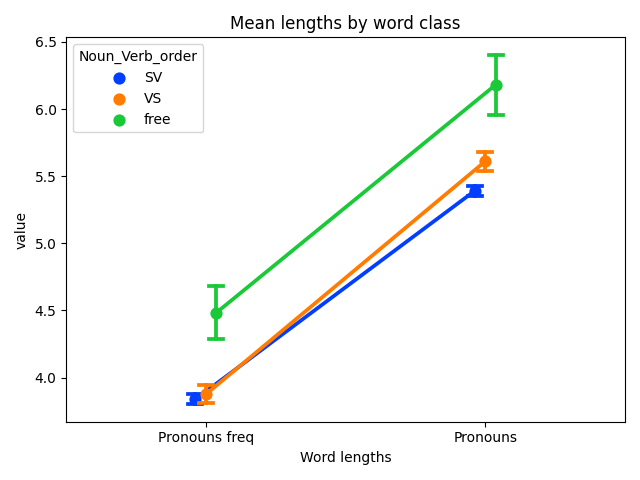 Mean lengths by word class
Noun_Verb_order
SV
VS
free
6.5
6.0
5.5
5.0
4.5
4.0
value
Pronouns freq
Pronouns
Word lengths